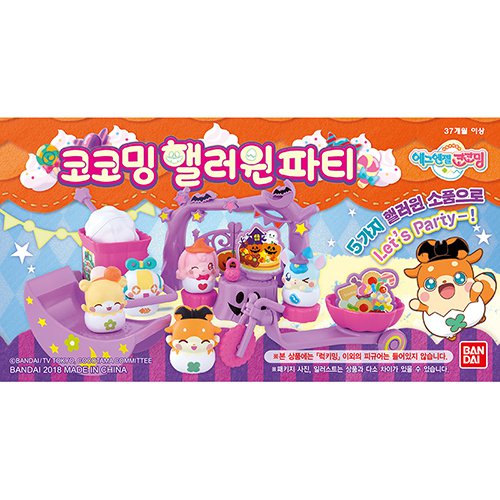 37개월 이상
코코밍 핼러윈 파티
에그엔젤 코코밍
5가지 핼러윈 소품으로
Let's Party~!
©BANDAI/TV TOKYO, COCOTAMA COMMITTEE
BANDAI 2018 MADE IN CHINA
※본 상품에는 "럭키밍" 이외의 피규어는 들어있지 않습니다.
※패키지 사진, 일러스트는 상품과 다소 차이가 있을 수 있습니다.
BAN
DAI